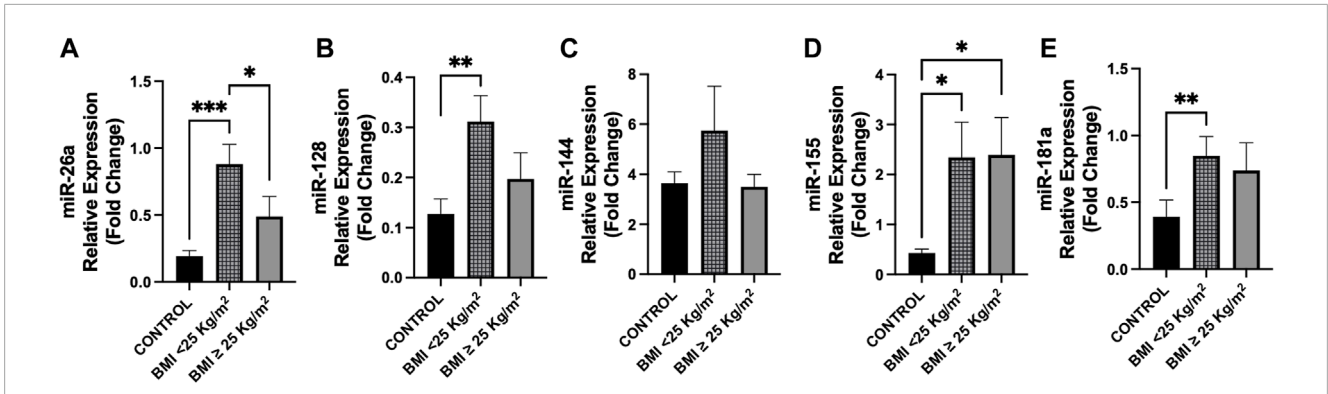 A
miR-26a
Relative Expression
(Fold Change)
1.5
1.0
0.5
0.0
***
*
CONTROL
BMI <25 Kg/m²
BMI ≥ 25 Kg/m²
B
miR-128
Relative Expression
(Fold Change)
0.4
0.3
0.2
0.1
0.0
**
CONTROL
BMI <25 Kg/m²
BMI ≥ 25 Kg/m²
C
miR-144
Relative Expression
(Fold Change)
8
6
4
2
0
CONTROL
BMI <25 Kg/m²
BMI ≥ 25 Kg/m²
D
miR-155
Relative Expression
(Fold Change)
4
3
2
1
0
*
*
CONTROL
BMI <25 Kg/m²
BMI ≥ 25 Kg/m²
E
miR-181a
Relative Expression
(Fold Change)
1.5
1.0
0.5
0.0
**
CONTROL
BMI <25 Kg/m²
BMI ≥ 25 Kg/m²